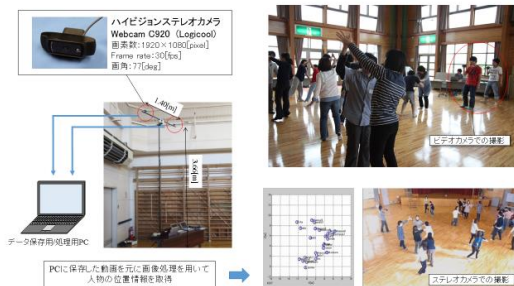 ハイビジョンステレオカメラ
Webcam C920（Logicool）
画素数:1920×1080[pixel]
Frame rate:30[fps]
画角:77[deg]
1.40[m]
3.66[m]
データ保存用/処理用PC
PCに保存した動画を元に画像処理を用いて
人物の位置情報を取得
ビデオカメラでの撮影
ステレオカメラでの撮影